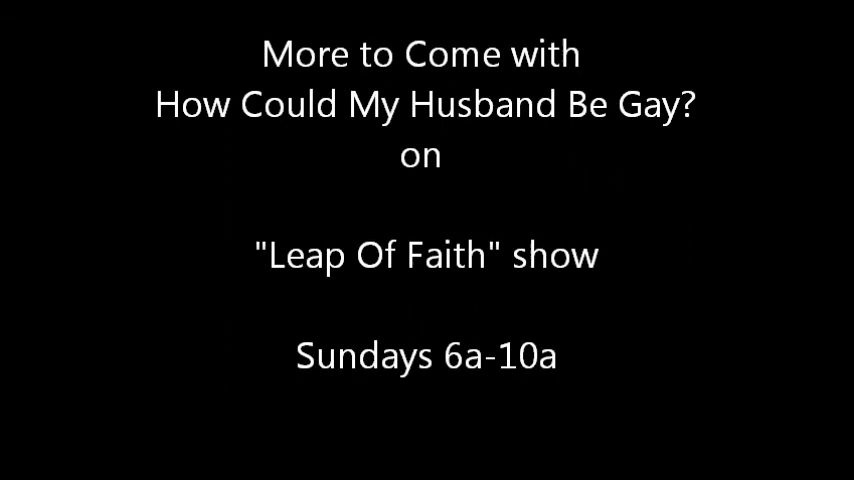 More to Come with
How Could My Husband Be Gay?
on
"Leap Of Faith" show
Sundays 6a-10a